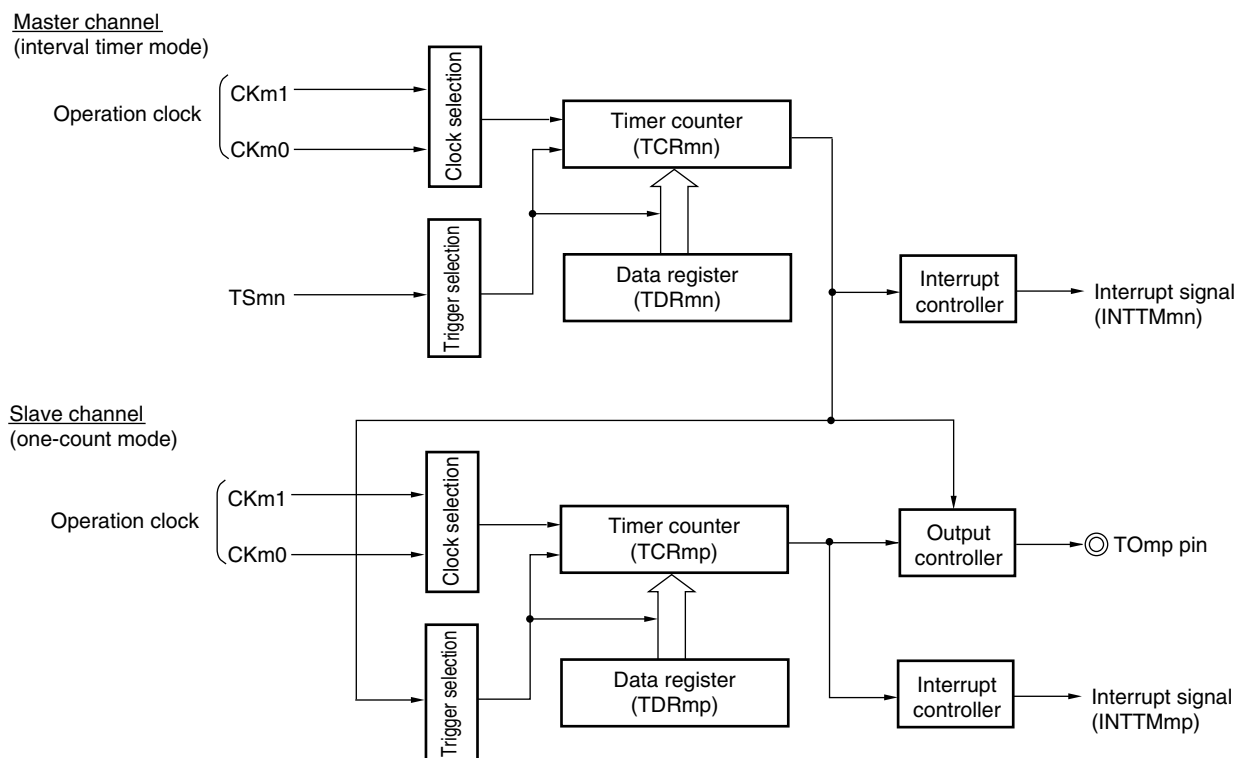 Master channel
(interval timer mode)
Operation clock
CKm1
CKm0
Clock selection
Timer counter
(TCRmn)
TSmn
Trigger selection
Data register
(TDRmn)
Interrupt
controller
Interrupt signal
(INTTMmn)
Slave channel
(one-count mode)
Operation clock
CKm1
CKm0
Clock selection
Timer counter
(TCRmp)
Output
controller
TOmp pin
Trigger selection
Data register
(TDRmp)
Interrupt
controller
Interrupt signal
(INTTMmp)